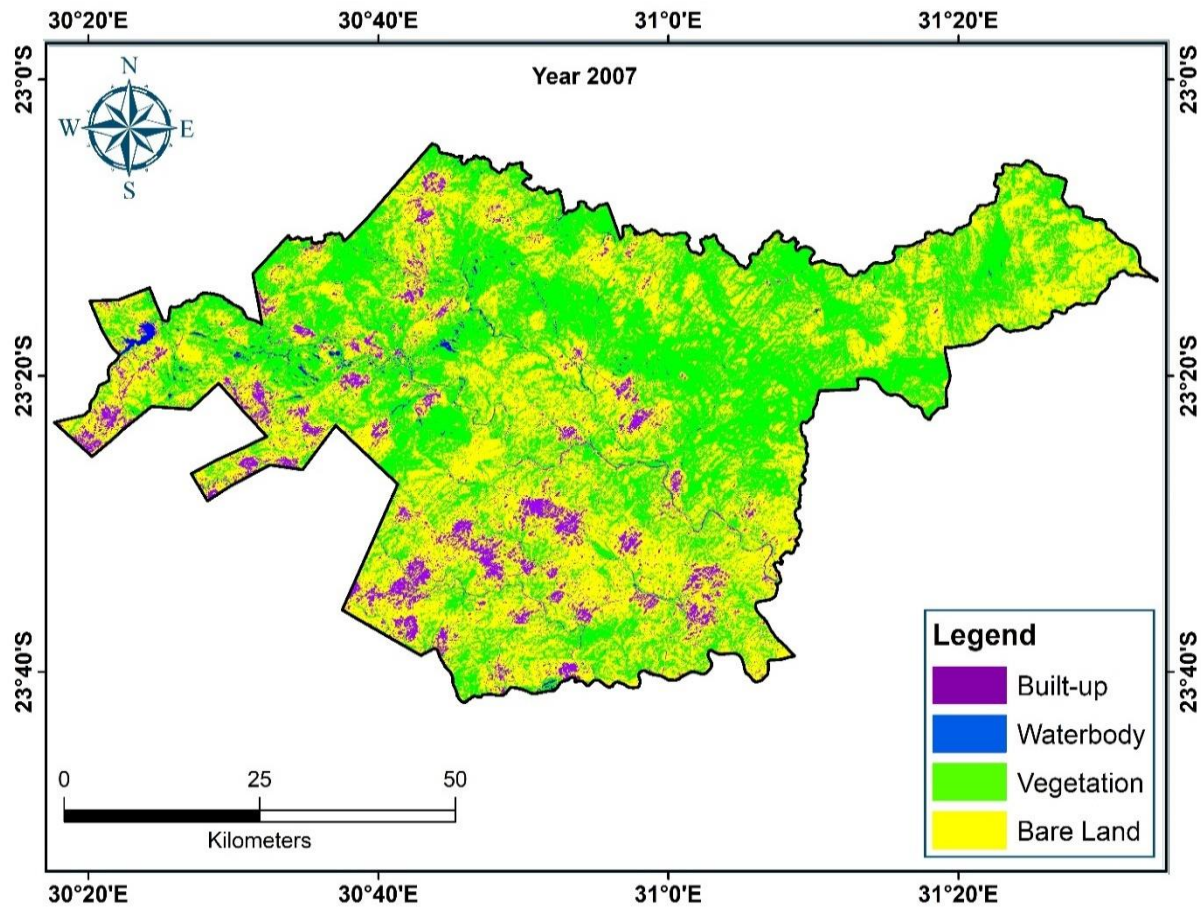 30°20'E 30°40'E 31°0'E 31°20'E
23°0'S 23°0'S
Year 2007
N
W E
S
23°20'S 23°20'S
23°40'S 23°40'S
Legend
Built-up
Waterbody
Vegetation
Bare Land
0 25 50
Kilometers
30°20'E 30°40'E 31°0'E 31°20'E